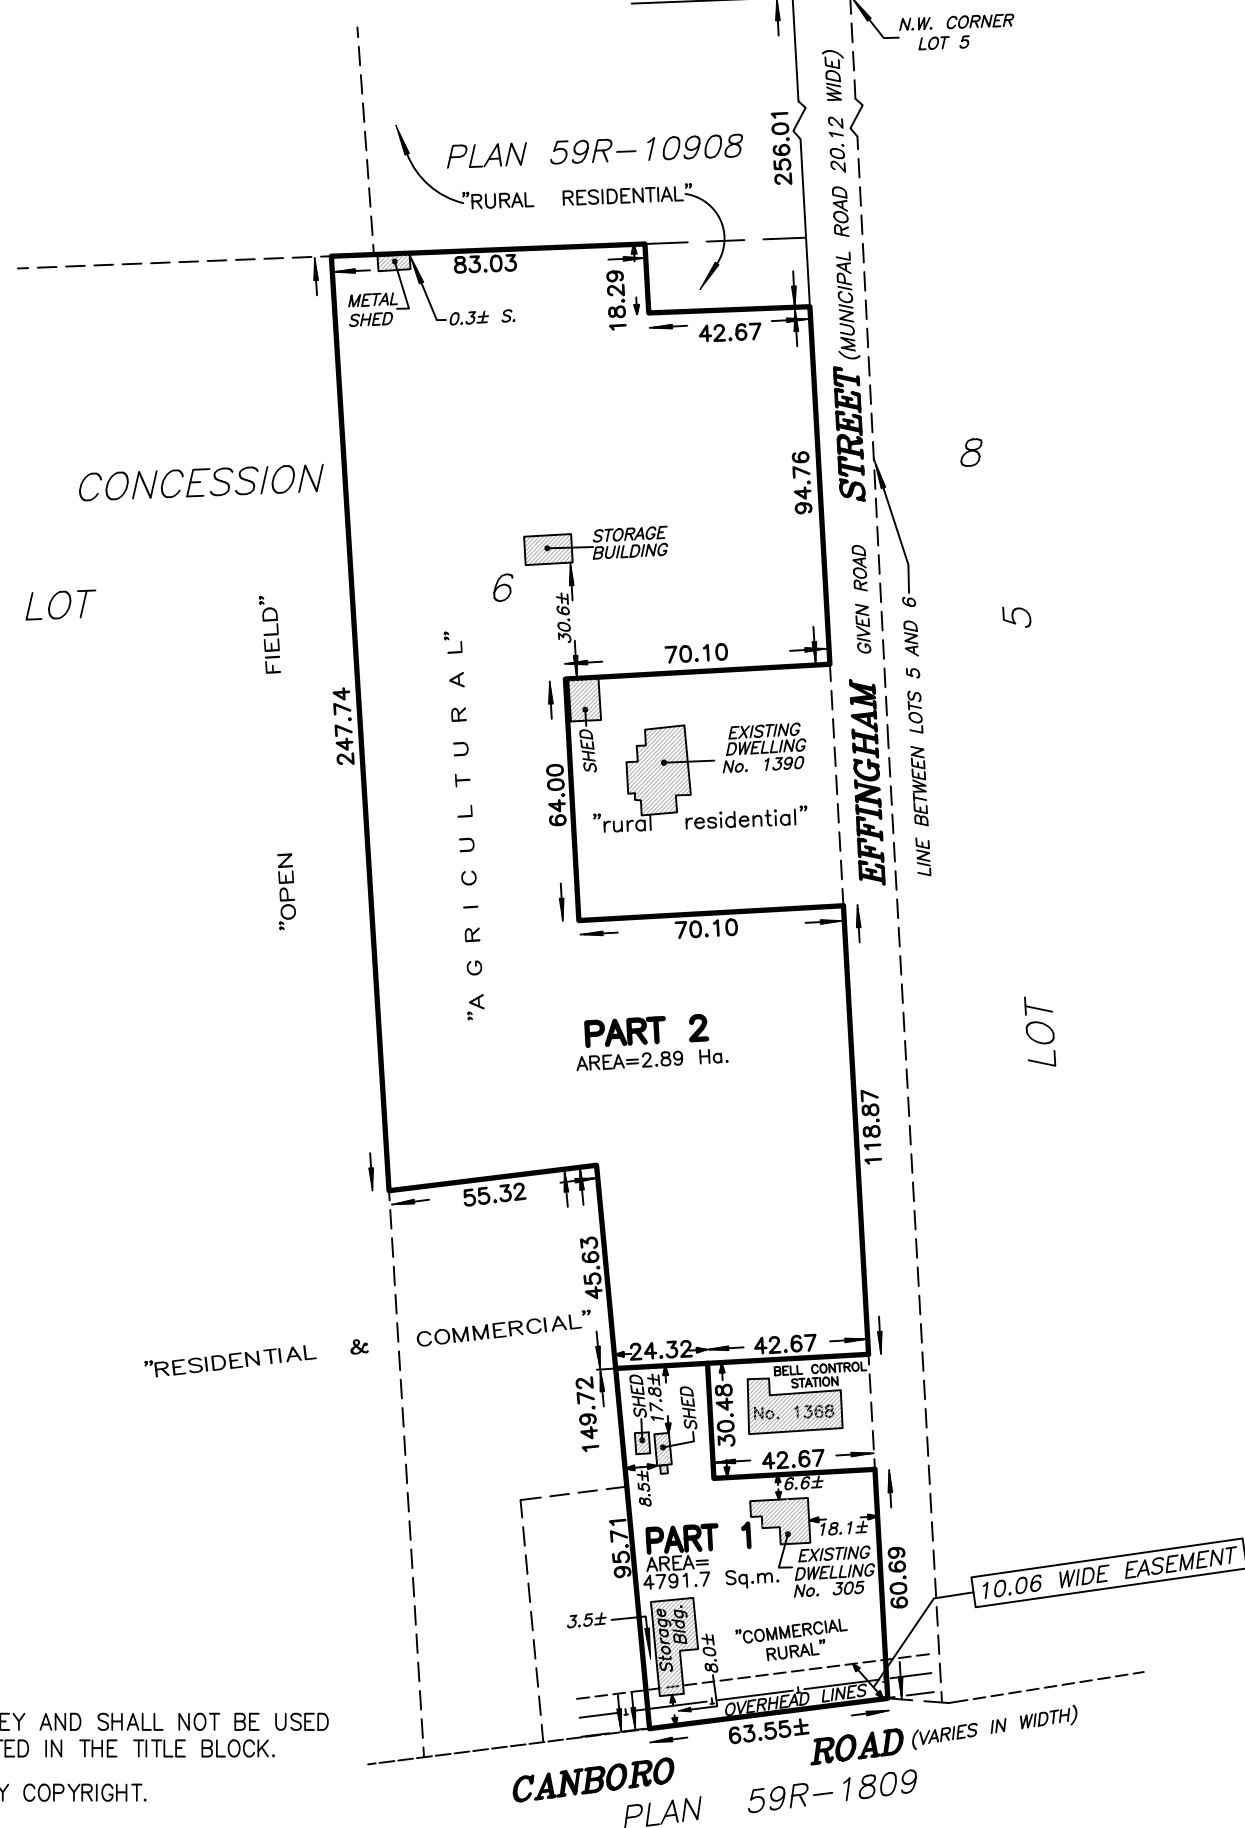 N.W. CORNER
LOT 5
256.01
(MUNICIPAL ROAD 20.12 WIDE)
PLAN 59R-10908
"RURAL RESIDENTIAL"
83.03
18.29
METAL
SHED
0.3± S.
42.67
STREET
94.76
8
CONCESSION
STORAGE
BUILDING
6
LOT
30.6±
GIVEN ROAD
"OPEN FIELD"
"AGRICULTURAL"
70.10
5
LINE BETWEEN LOTS 5 AND 6
247.74
SHED
EXISTING
DWELLING
No. 1390
64.00
EFFINGHAM
"rural residential"
70.10
PART 2
AREA=2.89 Ha.
LOT
118.87
55.32
45.63
"RESIDENTIAL & COMMERCIAL"
24.32
42.67
BELL CONTROL
STATION
No. 1368
SHED
17.8±
SHED
30.48
149.72
42.67
8.5±
6.6±
18.1±
95.71
PART 1
AREA=
4791.7 Sq.m.
EXISTING
DWELLING
No. 305
60.69
10.06 WIDE EASEMENT
3.5±
Storage
Bldg.
8.0±
"COMMERCIAL
RURAL"
OVERHEAD LINES
63.55±
CANBORO ROAD (VARIES IN WIDTH)
PLAN 59R-1809
EY AND SHALL NOT BE USED
TED IN THE TITLE BLOCK.
Y COPYRIGHT.